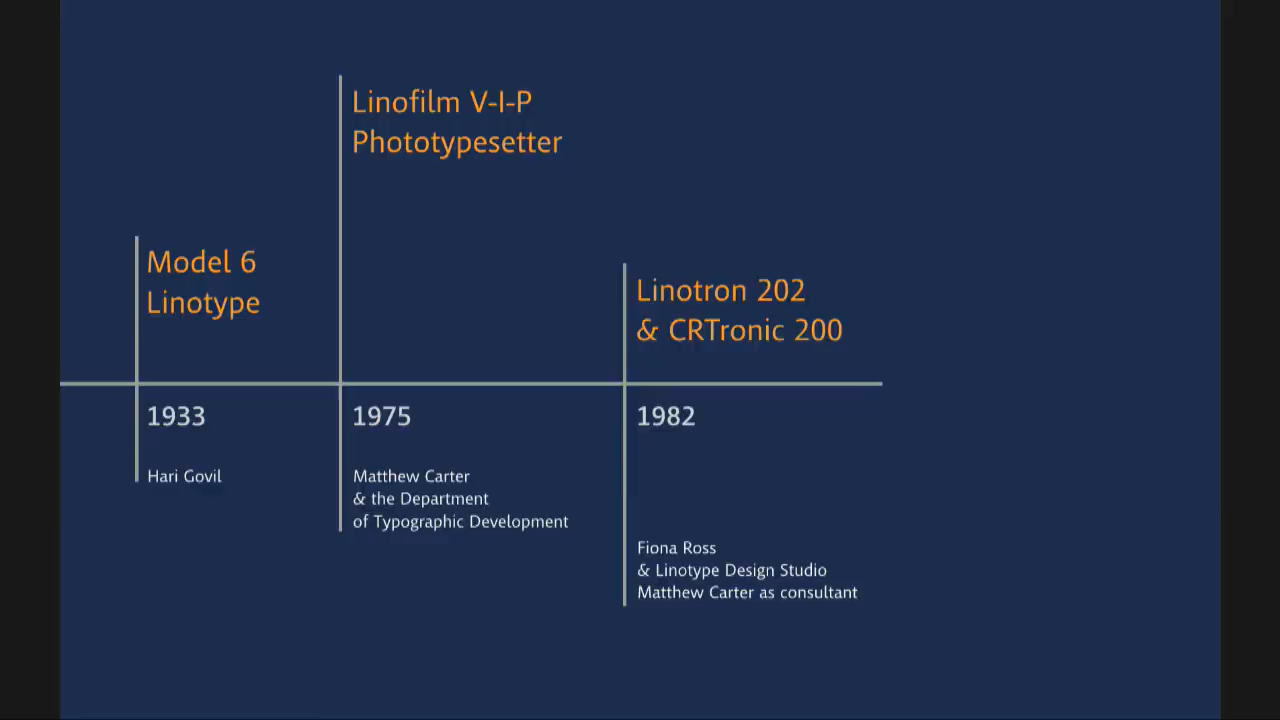 Linofilm V-I-P
Phototypesetter
Model 6
Linotype
Linotron 202
& CRTronic 200
1933
1975
1982
Hari Govil
Matthew Carter
& the Department
of Typographic Development
Fiona Ross
& Linotype Design Studio
Matthew Carter as consultant